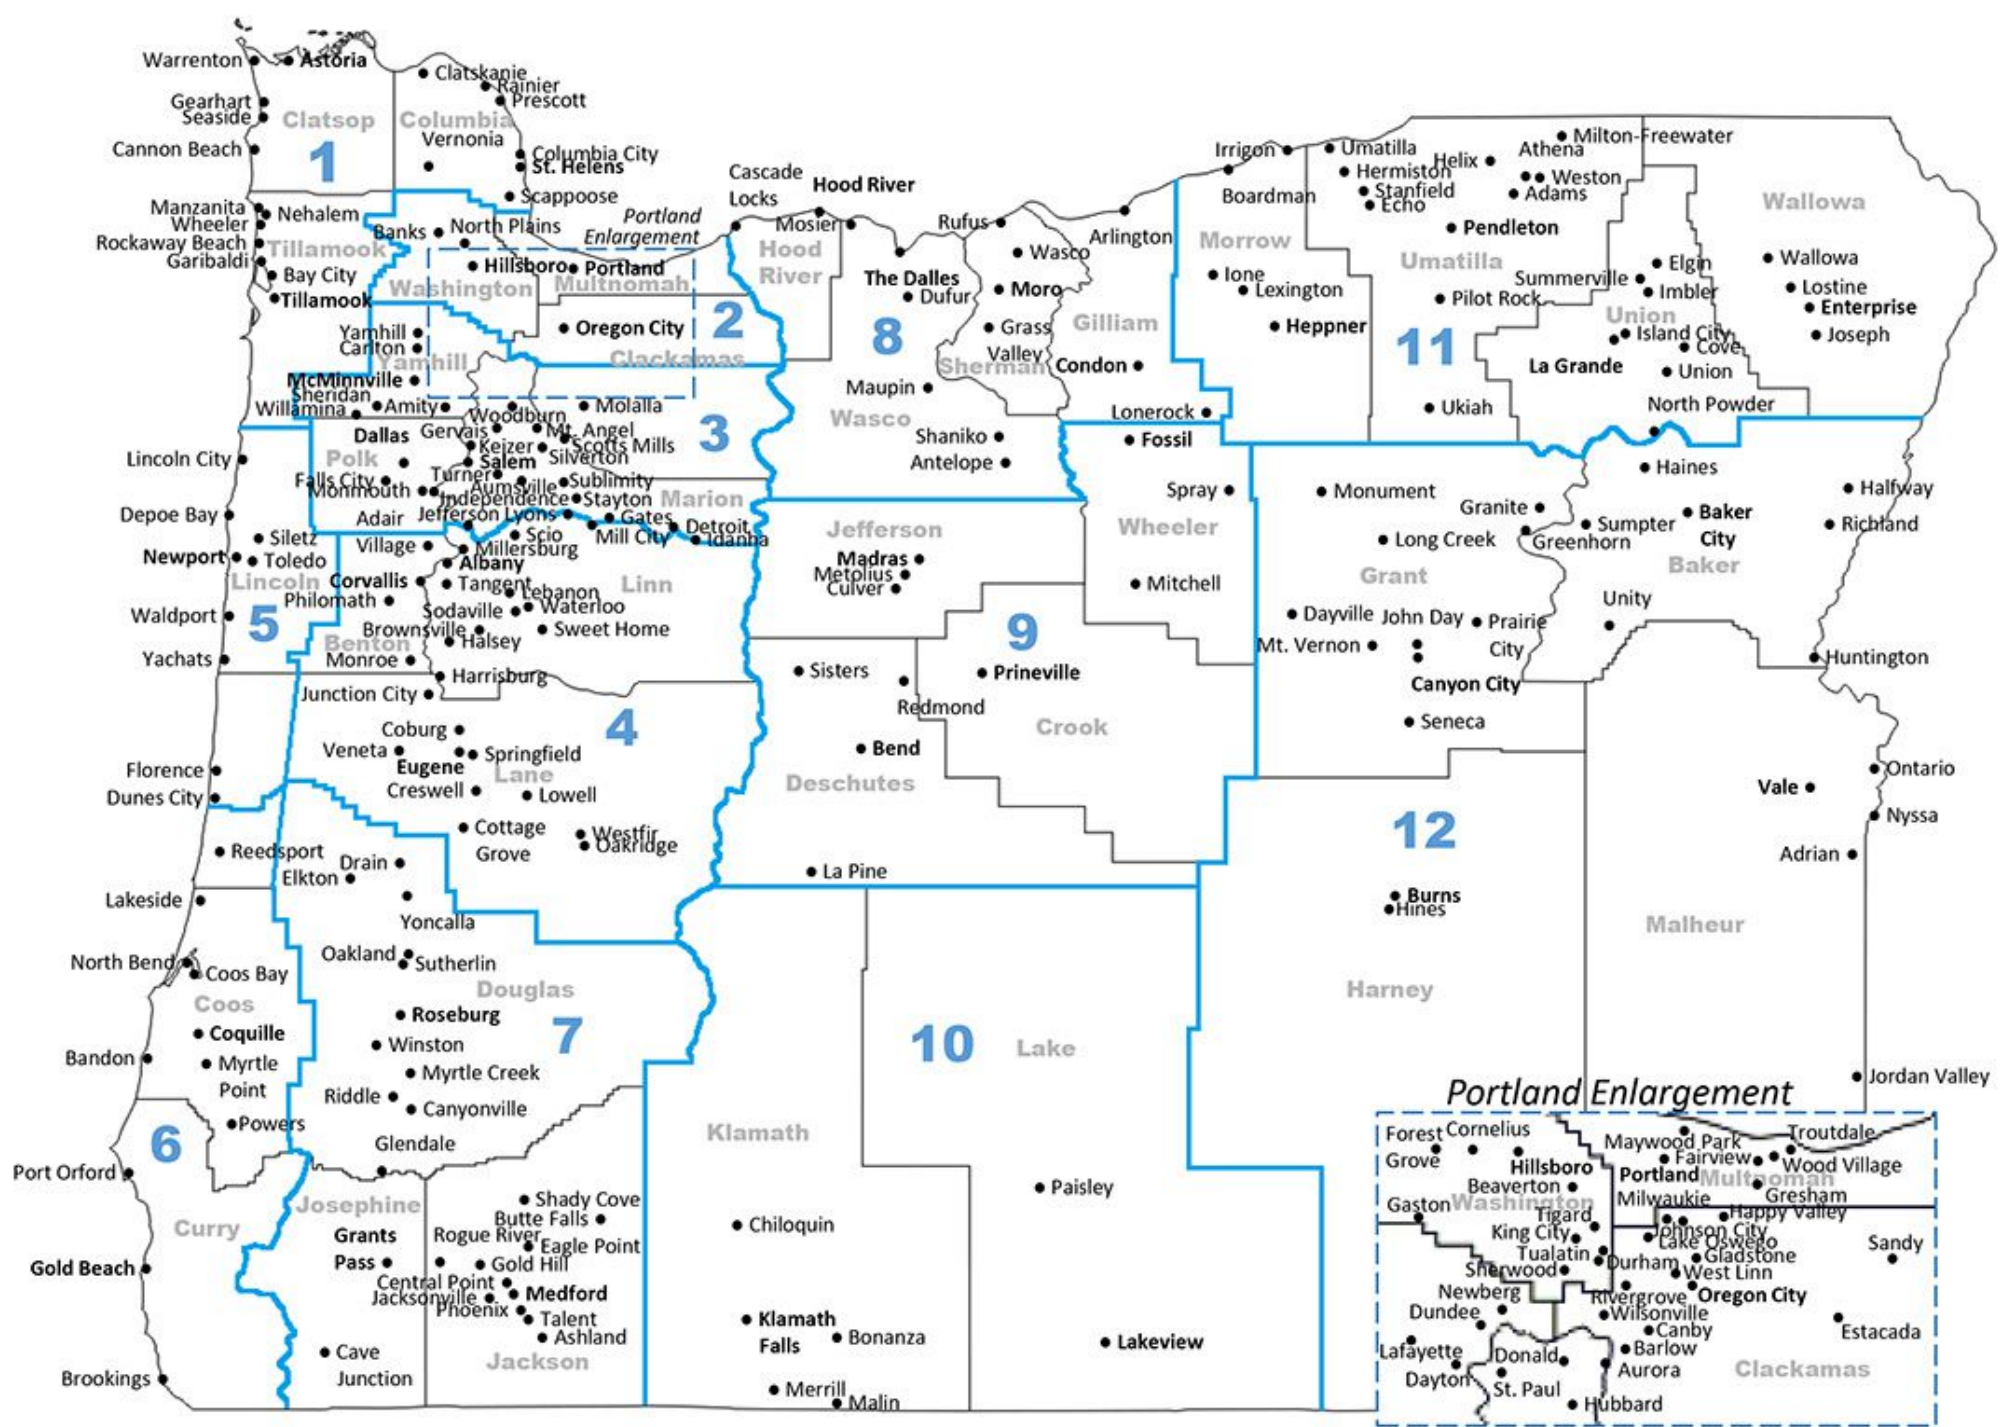 Warrenton
Astoria
Clatskanie
Rainier
Prescott
Gearhart
Seaside
Clatsop
Columbia
Vernonia
Cannon Beach
1
Columbia City
St. Helens
Scappoose
Manzanita
Nehalem
Wheeler
Rockaway Beach
Tillamook
Garibaldi
Bay City
Tillamook
Banks
North Plains
Portland
Enlargement
Hillsboro
Portland
Washington
Multnomah
Oregon City
2
Clackamas
Yamhill
Carlton
Yamhill
McMinnville
Sheridan
Willamina
Amity
Cascade
Locks
Hood River
Mosier
Hood
River
The Dalles
Dufur
8
Rufus
Wasco
Moro
Grass
Valley
Sherman
Maupin
Wasco
Shaniko
Antelope
Arlington
Gilliam
Condon
Lonerock
Irrigon
Boardman
Morrow
Ione
Lexington
Heppner
Umatilla
Hermiston
Stanfield
Echo
Helix
Athena
Milton-Freewater
Weston
Adams
Pendleton
Umatilla
Pilot Rock
11
Ukiah
Summerville
Elgin
Imbler
Union
Island City
Cove
La Grande
Union
North Powder
Wallowa
Wallowa
Lostine
Enterprise
Joseph
Woodburn
Molalla
3
Dallas
Gervais
Mt. Angel
Keizer
Scotts Mills
Polk
Salem
Silverton
Lincoln City
Falls City
Turner
Aumsville
Sublimity
Monmouth
Independence
Stayton
Marion
Depoe Bay
Adair
Village
Jefferson
Lyons
Gates
Detroit
Mill City
Idanha
Siletz
Scio
Millersburg
Newport
Toledo
Albany
Lincoln
Corvallis
Tangent
Linn
Philomath
Lebanon
Waldport
5
Sodaville
Waterloo
Brownsville
Sweet Home
Benton
Halsey
Yachats
Monroe
Harrisburg
Junction City
4
Coburg
Veneta
Springfield
Eugene
Lane
Florence
Creswell
Lowell
Dunes City
Cottage
Grove
Westfir
Oakridge
Jefferson
Madras
Metolius
Culver
9
Sisters
Redmond
Prineville
Crook
Bend
Deschutes
La Pine
Fossil
Spray
Wheeler
Mitchell
Monument
Granite
Long Creek
Greenhorn
Grant
Dayville
John Day
Prairie
City
Mt. Vernon
Canyon City
Seneca
Haines
Halfway
Sumpter
Baker
City
Richland
Baker
Unity
Huntington
Ontario
Vale
Nyssa
Adrian
12
Burns
Hines
Malheur
Harney
Jordan Valley
Reedsport
Drain
Elkton
Lakeside
Yoncalla
Oakland
Sutherlin
North Bend
Coos Bay
Douglas
Coos
Roseburg
Coquille
7
Winston
Bandon
Myrtle
Point
Myrtle Creek
Riddle
Canyonville
6
Powers
Glendale
Port Orford
Josephine
Curry
Shady Cove
Butte Falls
Grants
Pass
Rogue River
Eagle Point
Gold Hill
Gold Beach
Central Point
Medford
Jacksonville
Phoenix
Talent
Ashland
Cave
Junction
Jackson
Brookings
10
Lake
Klamath
Paisley
Chiloquin
Klamath
Falls
Bonanza
Lakeview
Merrill
Malin
Portland Enlargement
Forest
Grove
Cornelius
Hillsboro
Maywood Park
Troutdale
Fairview
Wood Village
Portland
Multnomah
Beaverton
Gresham
Washington
Milwaukie
Gaston
Happy Valley
Tigard
Johnson City
King City
Lake Oswego
Sandy
Tualatin
Durham
Gladstone
Sherwood
West Linn
Newberg
Rivergrove
Oregon City
Dundee
Wilsonville
Canby
Estacada
Lafayette
Donald
Barlow
Dayton
Aurora
Clackamas
St. Paul
Hubbard